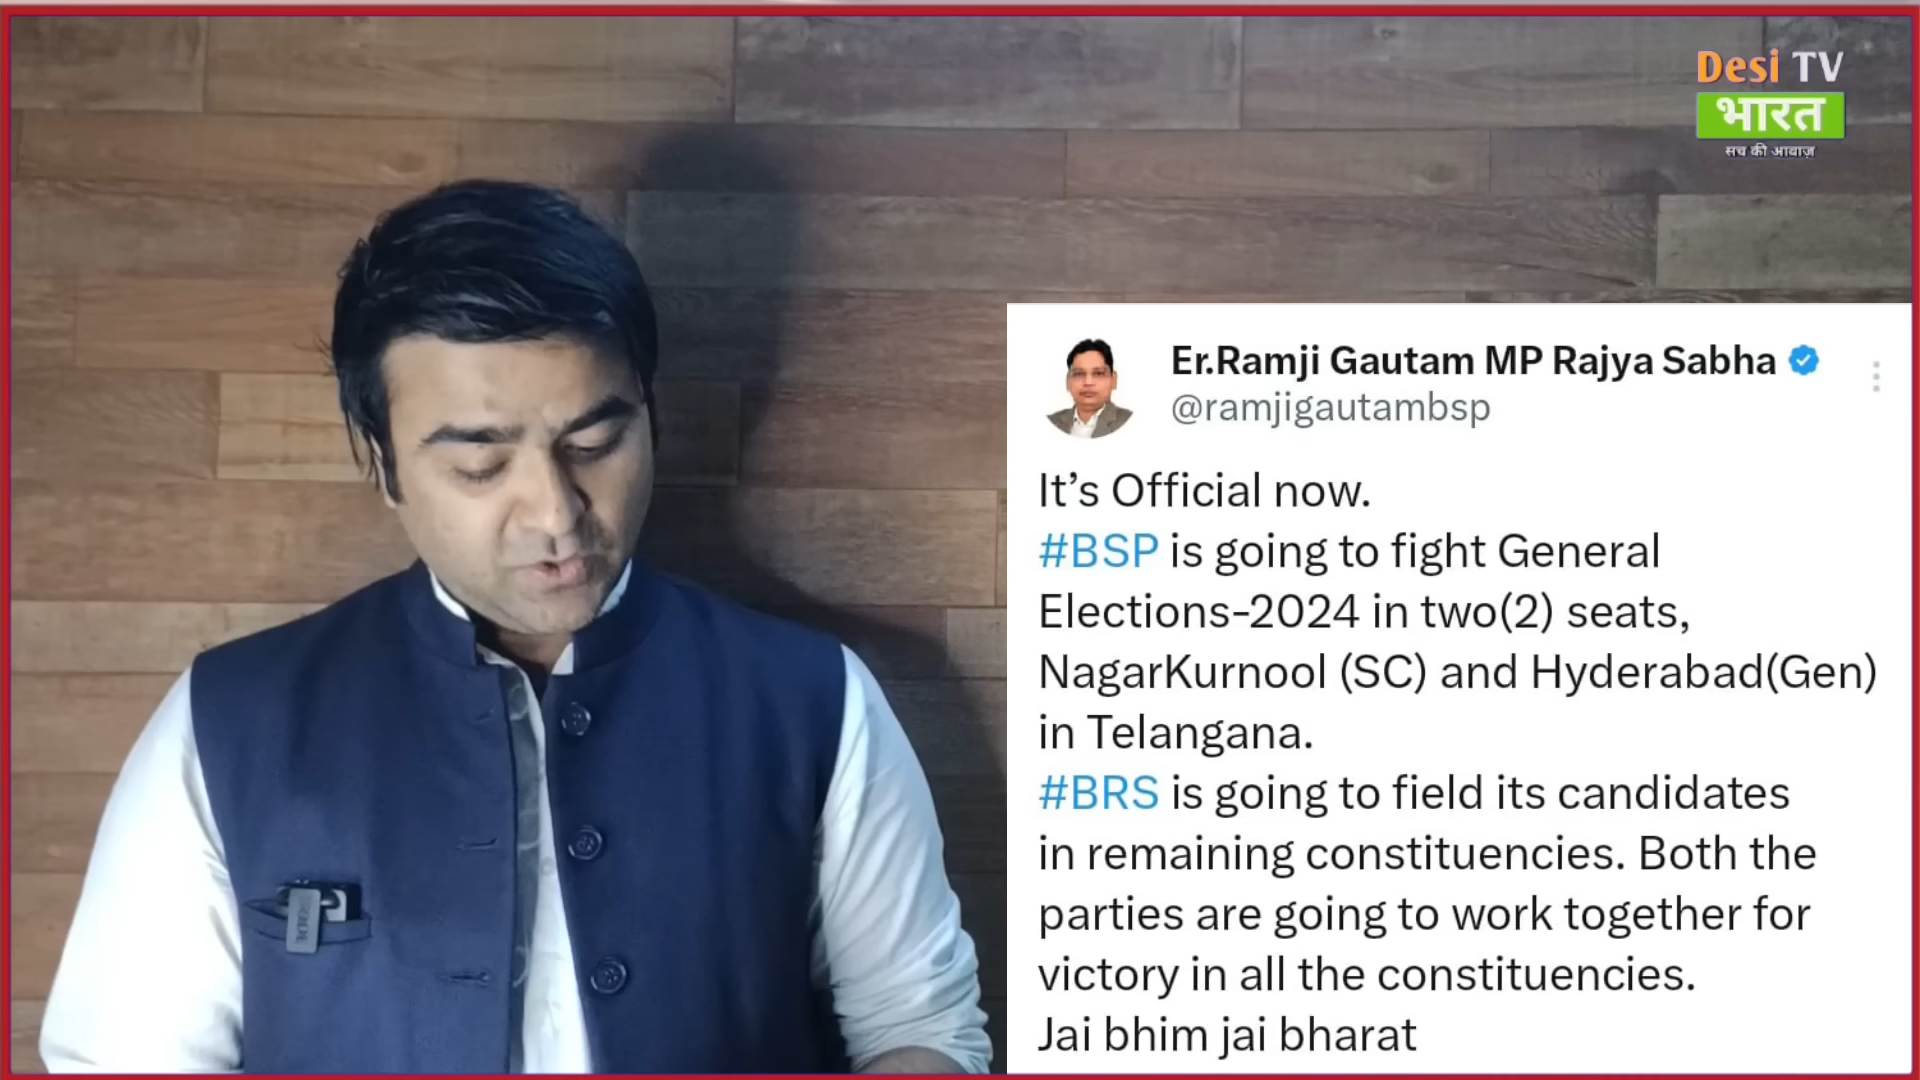 Desi TV
भारत
सच की आवाज़
Er.Ramji Gautam MP Rajya Sabha
@ramjigautambsp
It’s Official now.
#BSP is going to fight General
Elections-2024 in two(2) seats,
NagarKurnool (SC) and Hyderabad(Gen)
in Telangana.
#BRS is going to field its candidates
in remaining constituencies. Both the
parties are going to work together for
victory in all the constituencies.
Jai bhim jai bharat